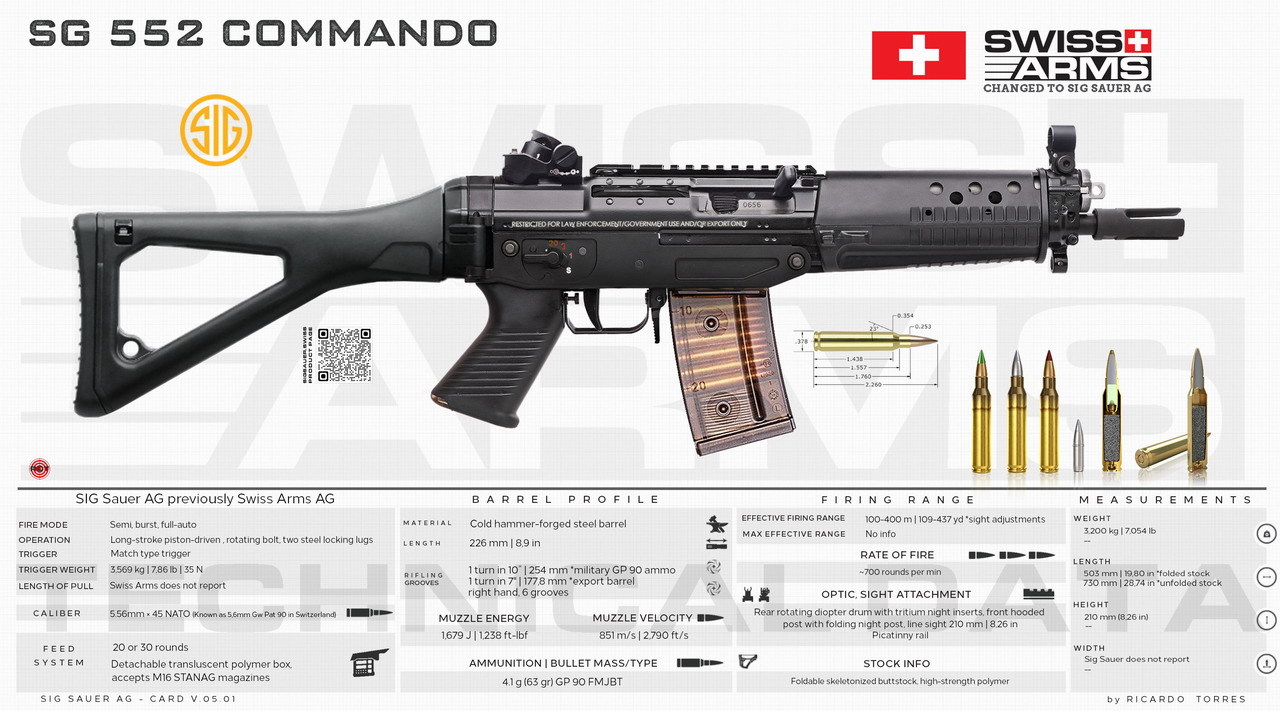 SG 552 COMMANDO
SWISS
ARMS
CHANGED TO SIG SAUER AG
SIG
SWISS
ARMS
0656
RESTRICTED FOR LAW ENFORCEMENT/GOVERNMENT USE AND/OR EXPORT ONLY
1
S
SIGSAUER.SWISS
PRODUCT PAGE
10
20
0.354
0.253
23°
.378
1.438
1.557
1.760
2.260
SIG Sauer AG previously Swiss Arms AG
FIRE MODE Semi, burst, full-auto
OPERATION Long-stroke piston-driven , rotating bolt, two steel locking lugs
TRIGGER Match type trigger
TRIGGER WEIGHT 3,569 kg | 7,86 lb | 35 N
LENGTH OF PULL Swiss Arms does not report
CALIBER 5.56mm × 45 NATO (Known as 5,6mm Gw Pat 90 in Switzerland)
FEED
SYSTEM
20 or 30 rounds
Detachable transluscent polymer box,
accepts M16 STANAG magazines
BARREL PROFILE
MATERIAL Cold hammer-forged steel barrel
LENGTH 226 mm | 8,9 in
RIFLING
GROOVES
1 turn in 10" | 254 mm *military GP 90 ammo
1 turn in 7" | 177.8 mm *export barrel
right hand, 6 grooves
MUZZLE ENERGY
1,679 J | 1,238 ft-lbf
MUZZLE VELOCITY
851 m/s | 2,790 ft/s
AMMUNITION | BULLET MASS/TYPE
4.1 g (63 gr) GP 90 FMJBT
FIRING RANGE
EFFECTIVE FIRING RANGE 100-400 m | 109-437 yd *sight adjustments
MAX EFFECTIVE RANGE No info
RATE OF FIRE
~700 rounds per min
OPTIC, SIGHT ATTACHMENT
Rear rotating diopter drum with tritium night inserts, front hooded
post with folding night post, line sight 210 mm | 8,26 in
Picatinny rail
STOCK INFO
Foldable skeletonized buttstock, high-strength polymer
MEASUREMENTS
WEIGHT
3,200 kg | 7,054 lb
--
LENGTH
503 mm | 19.80 in *folded stock
730 mm | 28.74 in *unfolded stock
HEIGHT
210 mm (8,26 in)
--
WIDTH
Sig Sauer does not report
--
TECHNICAL DATA
SIG SAUER AG - CARD V.05.01
by RICARDO TORRES